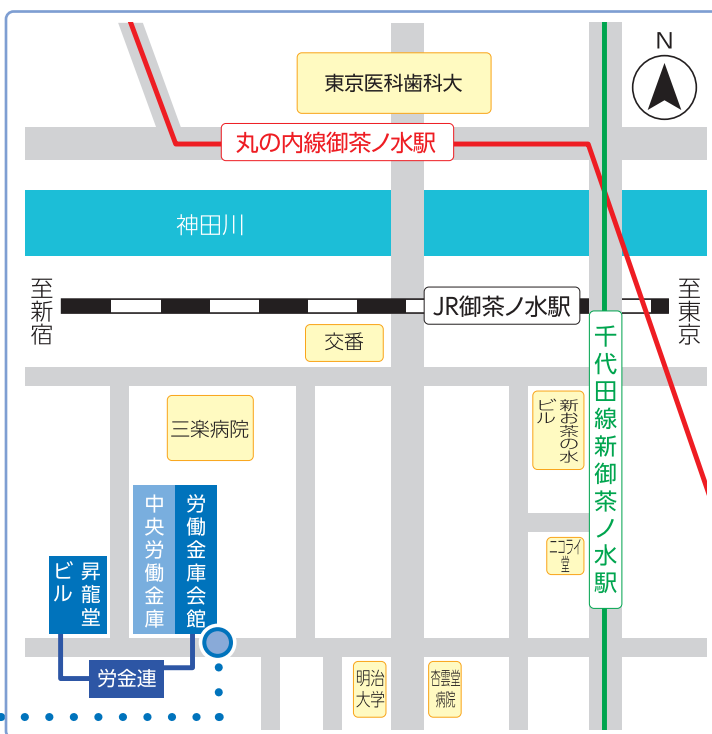 N
東京医科歯科大
丸の内線御茶ノ水駅
神田川
至新宿
JR御茶ノ水駅
至東京
交番
千代田線新御茶ノ水駅
三楽病院
新お茶の水
ビル
中央労働金庫
労働金庫会館
ニコライ
堂
昇龍堂
ビル
労金連
明治
大学
杏雲堂
病院